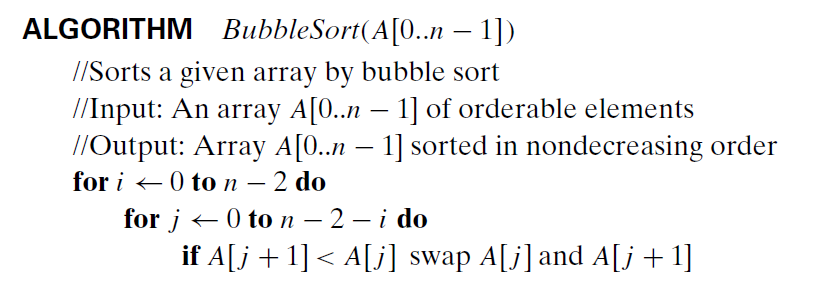 ALGORITHM BubbleSort(A[0..n − 1])
//Sorts a given array by bubble sort
//Input: An array A[0..n − 1] of orderable elements
//Output: Array A[0..n − 1] sorted in nondecreasing order
for i ← 0 to n − 2 do
for j ← 0 to n − 2 − i do
if A[j + 1] < A[j] swap A[j] and A[j + 1]